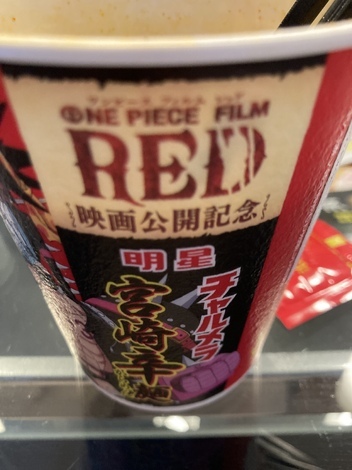 ワンピース フィルム レッド
ONE PIECE FILM
RED
映画公開記念
明星
チャルメラ
宮崎辛麺